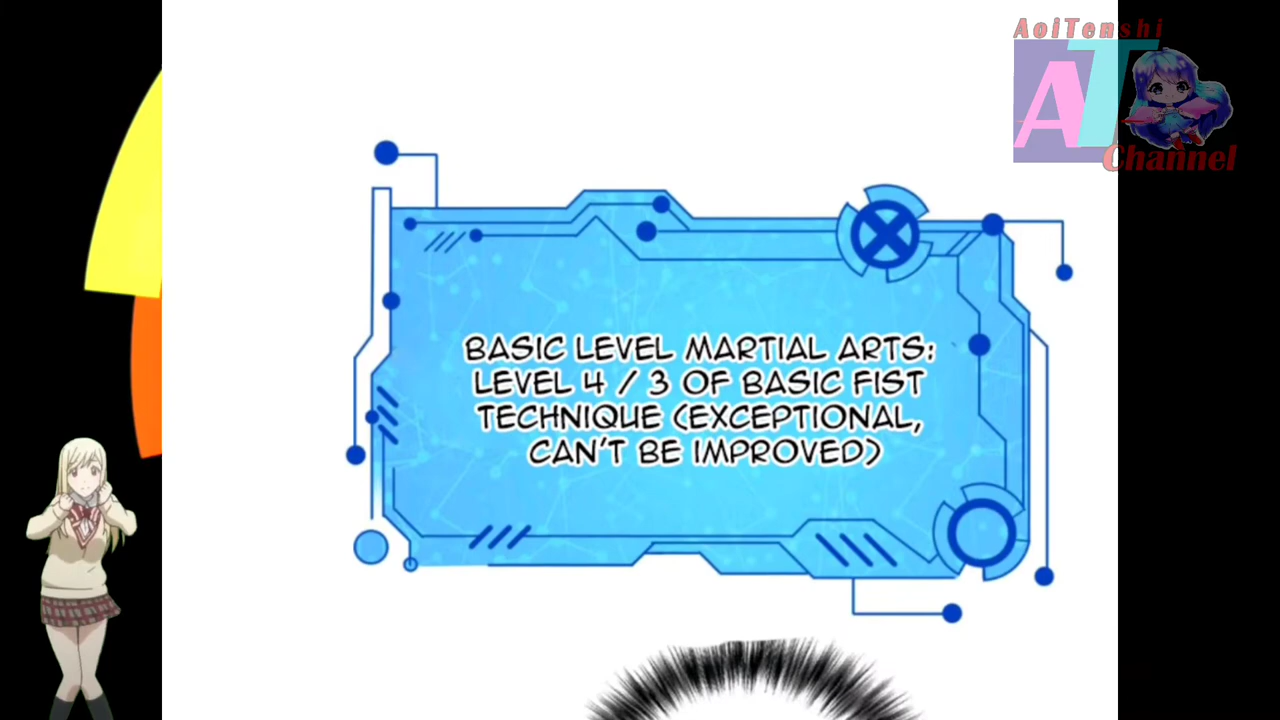 AoiTenshi
AT
Channel
BASIC LEVEL MARTIAL ARTS:
LEVEL 4 / 3 OF BASIC FIST
TECHNIQUE (EXCEPTIONAL,
CAN'T BE IMPROVED)